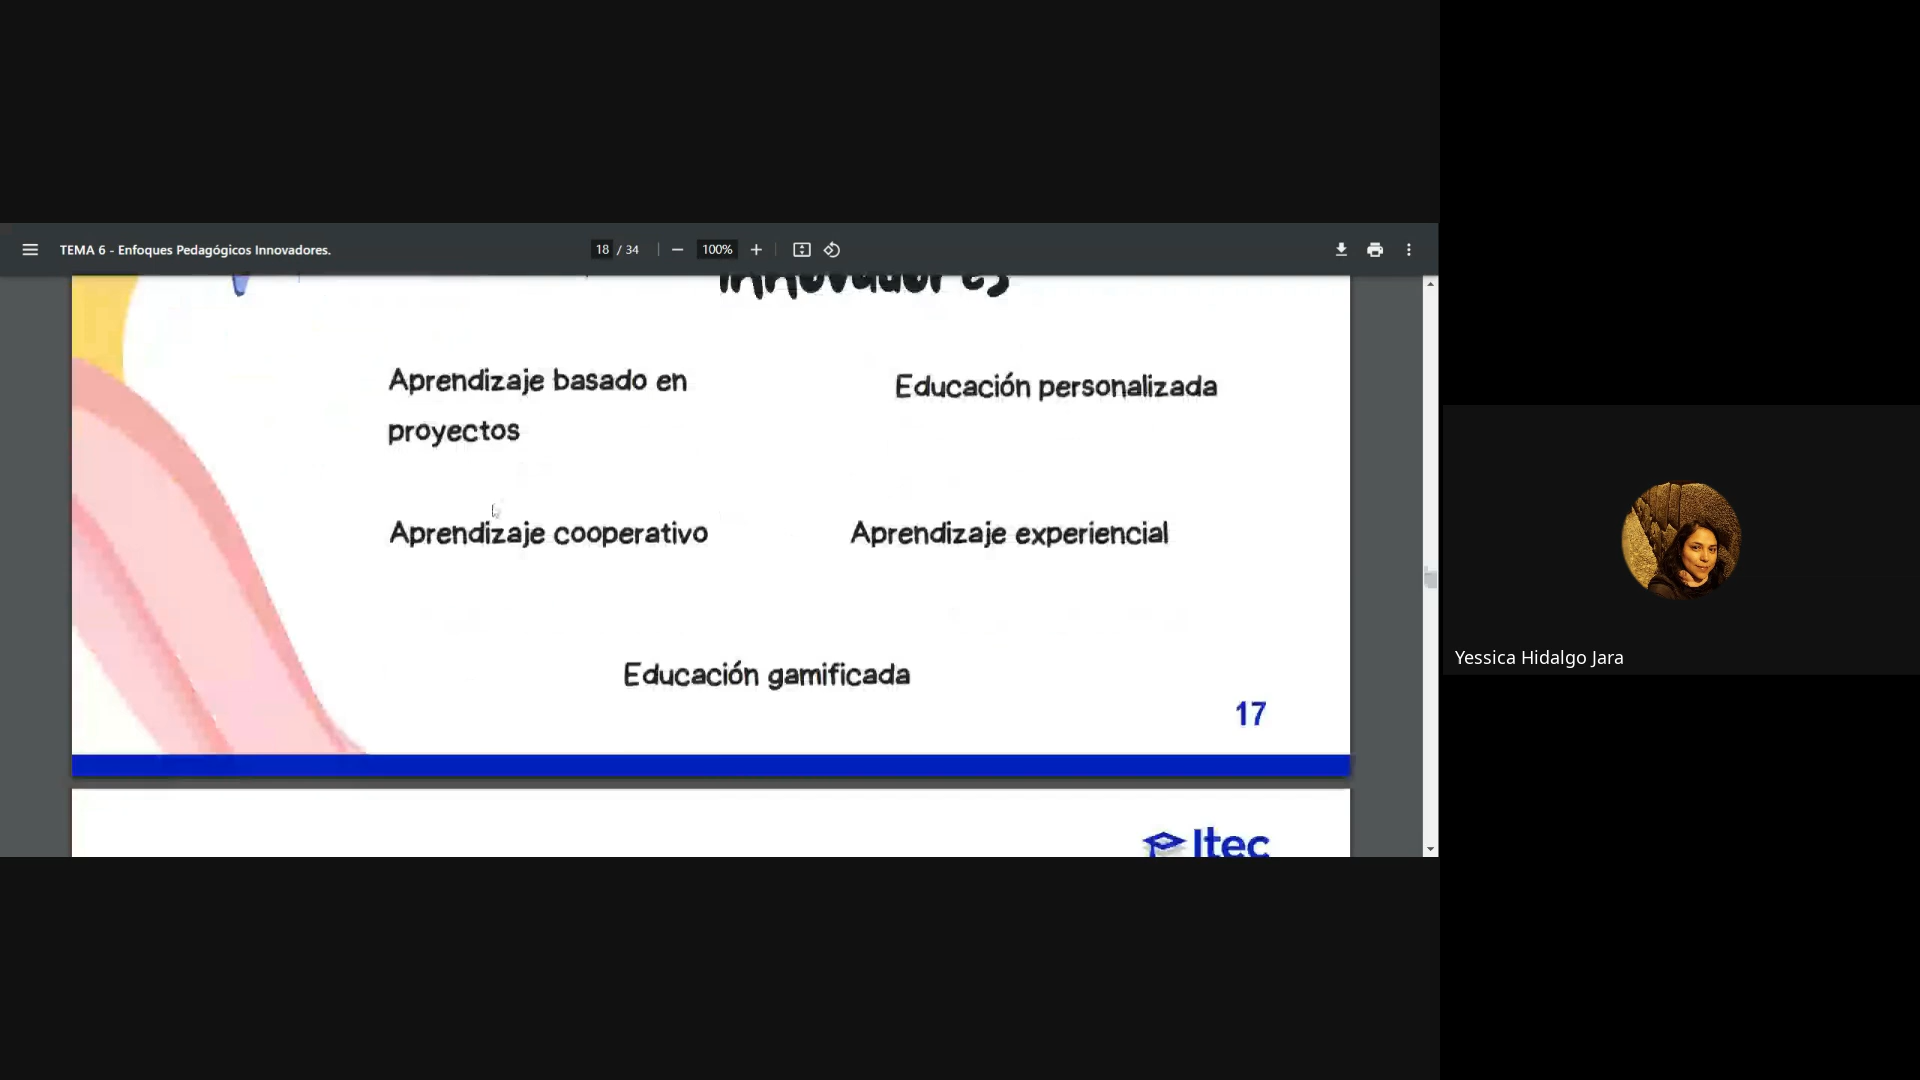 TEMA 6 - Enfoques Pedagógicos Innovadores.
18 / 34
100%
innovadores
Aprendizaje basado en
proyectos
Educación personalizada
Aprendizaje cooperativo
Aprendizaje experiencial
Educación gamificada
17
Itec
Yessica Hidalgo Jara